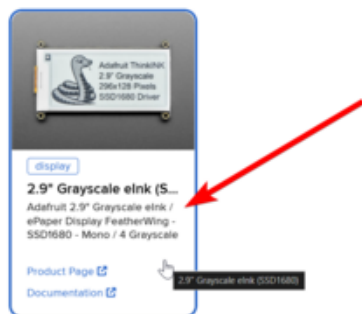 Adafruit ThinkINK
2.9" Grayscale
296x128 Pixels
SSD1680 Driver
display
2.9" Grayscale eInk (S...
Adafruit 2.9" Grayscale eInk /
ePaper Display FeatherWing -
SSD1680 - Mono / 4 Grayscale
Product Page
2.9" Grayscale eInk (SSD1680)
Documentation